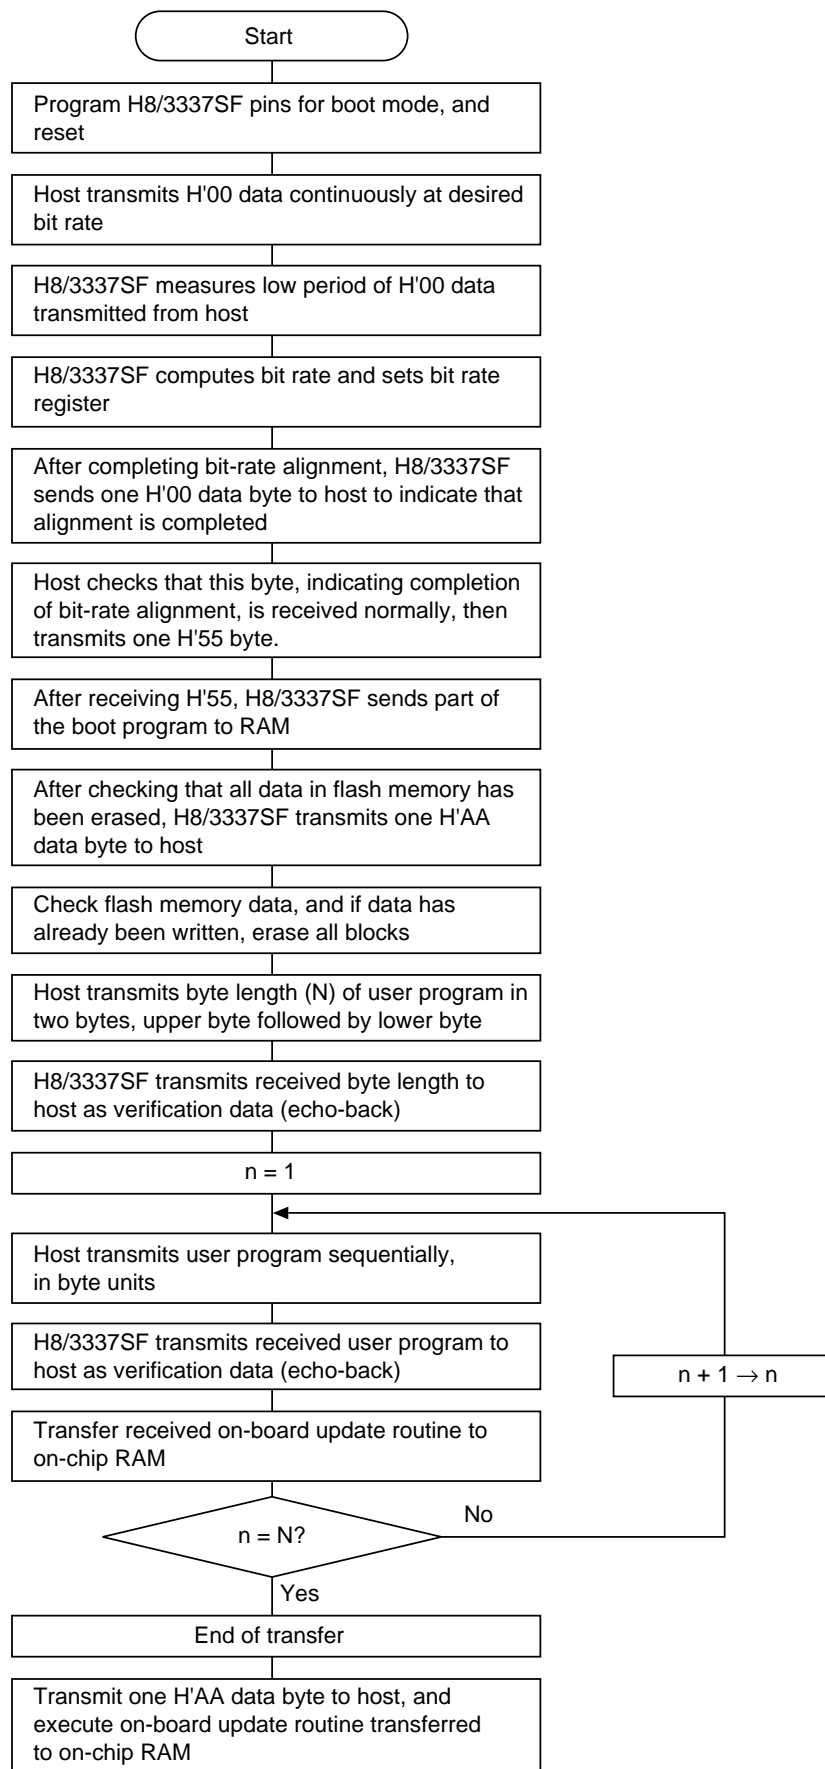 Start
Program H8/3337SF pins for boot mode, and
reset
Host transmits H'00 data continuously at desired
bit rate
H8/3337SF measures low period of H'00 data
transmitted from host
H8/3337SF computes bit rate and sets bit rate
register
After completing bit-rate alignment, H8/3337SF
sends one H'00 data byte to host to indicate that
alignment is completed
Host checks that this byte, indicating completion
of bit-rate alignment, is received normally, then
transmits one H'55 byte.
After receiving H'55, H8/3337SF sends part of
the boot program to RAM
After checking that all data in flash memory has
been erased, H8/3337SF transmits one H'AA
data byte to host
Check flash memory data, and if data has
already been written, erase all blocks
Host transmits byte length (N) of user program in
two bytes, upper byte followed by lower byte
H8/3337SF transmits received byte length to
host as verification data (echo-back)
n = 1
Host transmits user program sequentially,
in byte units
H8/3337SF transmits received user program to
host as verification data (echo-back)
n + 1 → n
Transfer received on-board update routine to
on-chip RAM
No
n = N?
Yes
End of transfer
Transmit one H'AA data byte to host, and
execute on-board update routine transferred
to on-chip RAM